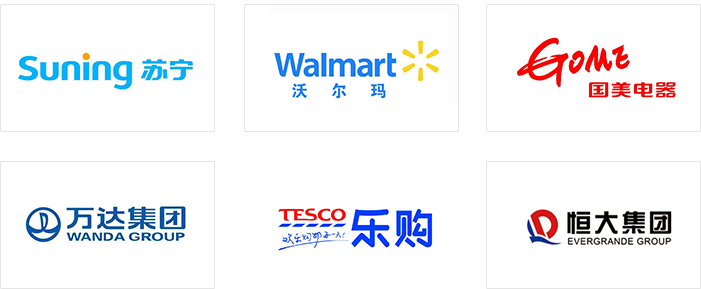 Suning 苏宁
Walmart
沃尔玛
GOME
国美电器
万达集团
WANDA GROUP
TESCO
乐购
恒大集团
EVERGRANDE GROUP